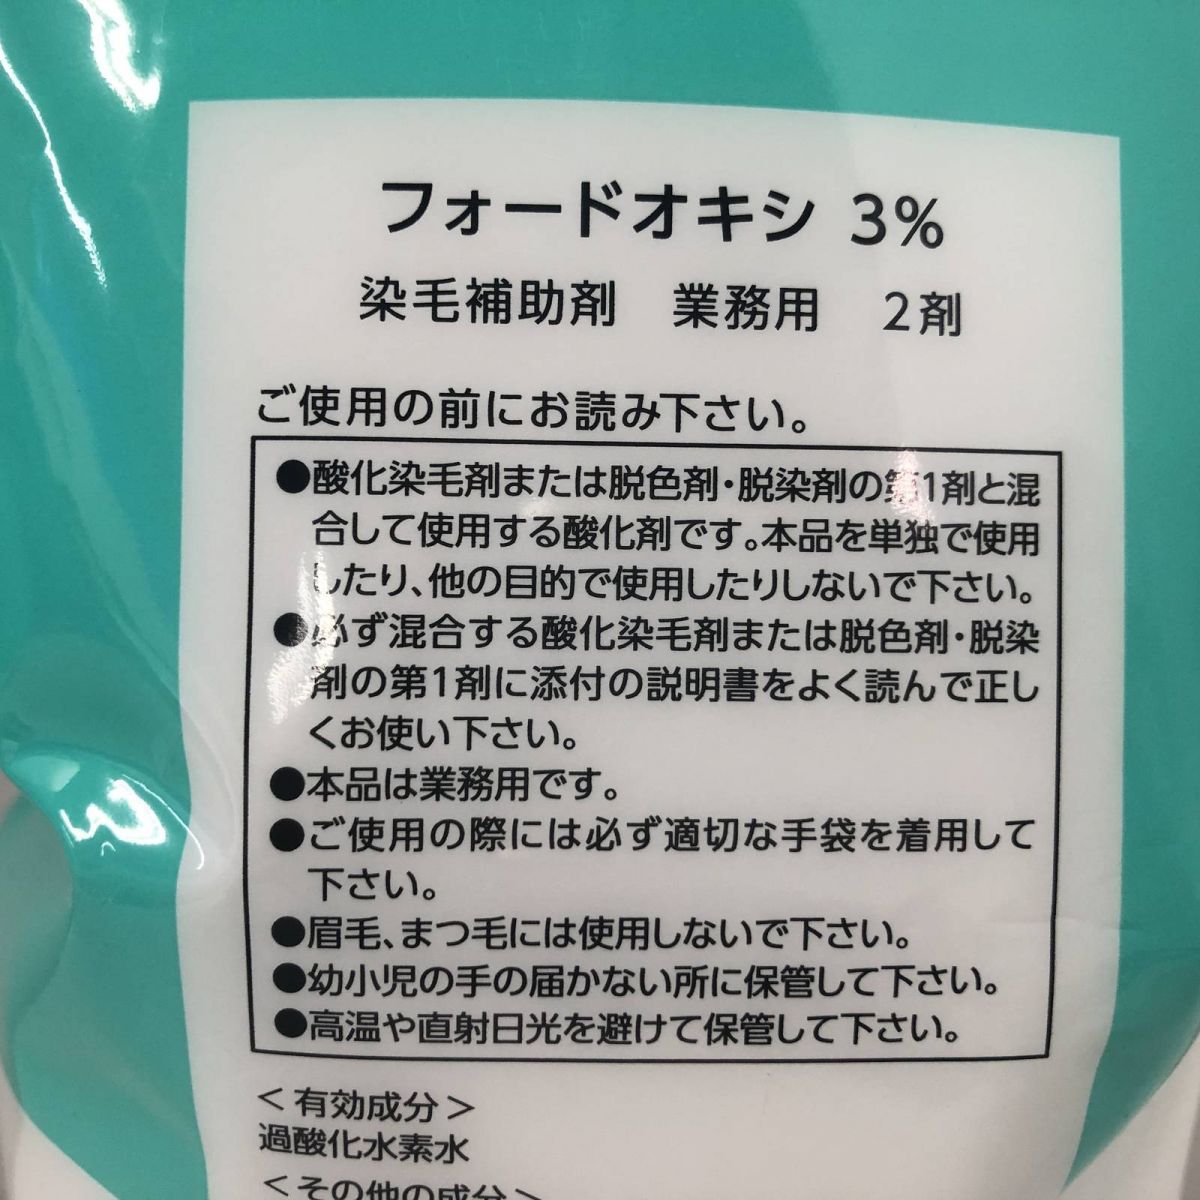 フォードオキシ 3%
染毛補助剤　業務用　2剤
ご使用の前にお読み下さい。
●酸化染毛剤または脱色剤・脱染剤の第1剤と混
合して使用する酸化剤です。本品を単独で使用
したり、他の目的で使用したりしないで下さい。
●必ず混合する酸化染毛剤または脱色剤・脱染
剤の第1剤に添付の説明書をよく読んで正し
くお使い下さい。
●本品は業務用です。
●ご使用の際には必ず適切な手袋を着用して
下さい。
●眉毛、まつ毛には使用しないで下さい。
●幼小児の手の届かない所に保管して下さい。
●高温や直射日光を避けて保管して下さい。
＜有効成分＞
過酸化水素水
＜その他の成分＞